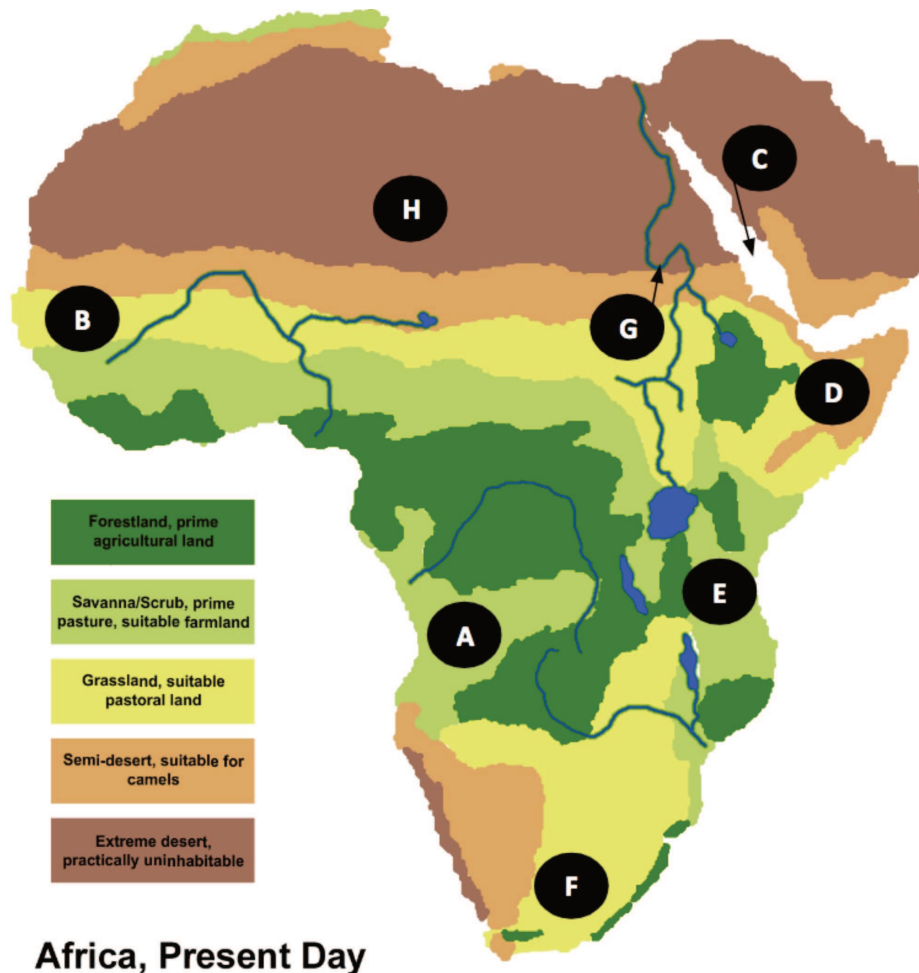 C
H
B
G
D
Forestland, prime
agricultural land
Savanna/Scrub, prime
pasture, suitable farmland
E
A
Grassland, suitable
pastoral land
Semi-desert, suitable for
camels
Extreme desert,
practically uninhabitable
F
Africa, Present Day